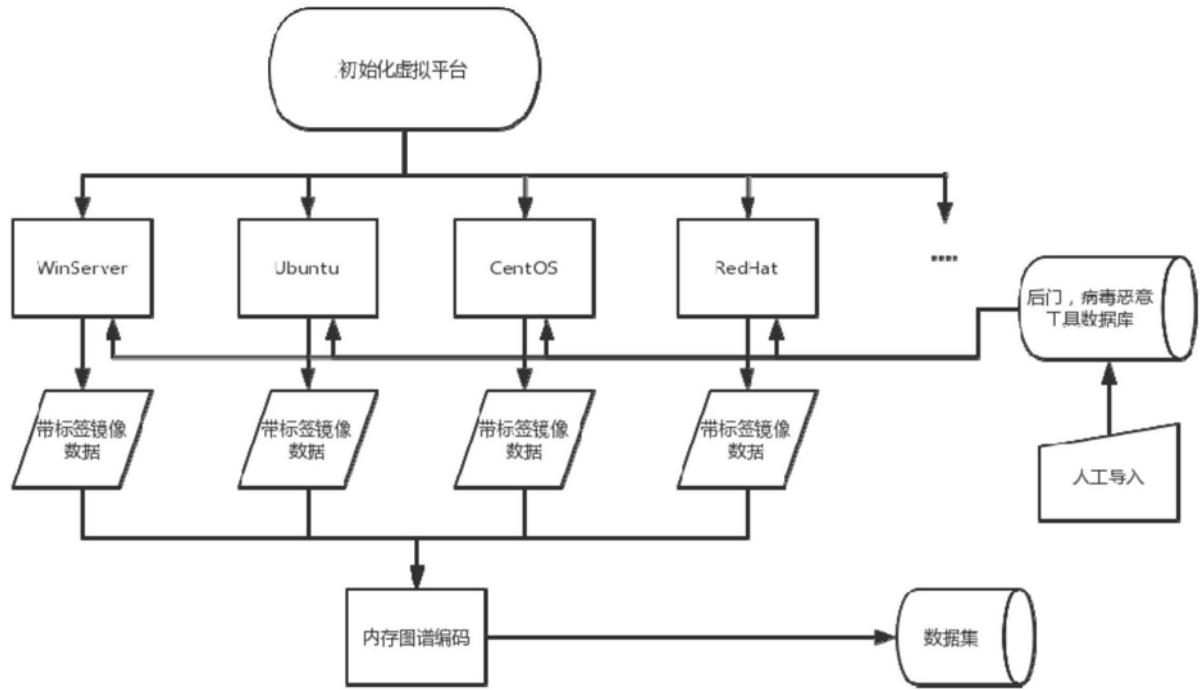 初始化虚拟平台
WinServer
Ubuntu
CentOS
RedHat
....
后门，病毒恶意
工具数据库
带标签镜像
数据
带标签镜像
数据
带标签镜像
数据
带标签镜像
数据
人工导入
内存图谱编码
数据集